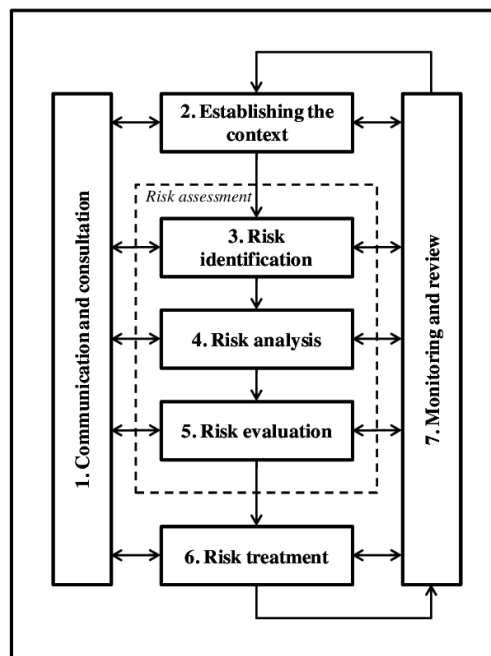 1. Communication and consultation
2. Establishing the
context
Risk assessment
3. Risk
identification
4. Risk analysis
5. Risk evaluation
6. Risk treatment
7. Monitoring and review